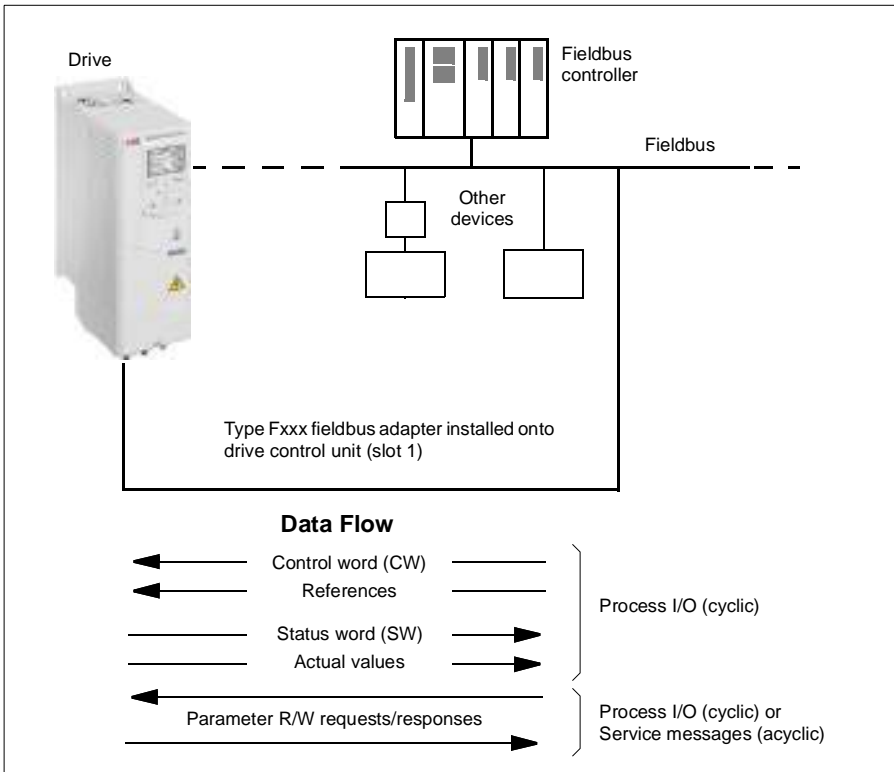 Drive
Fieldbus
controller
Fieldbus
Other
devices
Type Fxxx fieldbus adapter installed onto
drive control unit (slot 1)
Data Flow
Control word (CW)
References
Process I/O (cyclic)
Status word (SW)
Actual values
Parameter R/W requests/responses
Process I/O (cyclic) or
Service messages (acyclic)